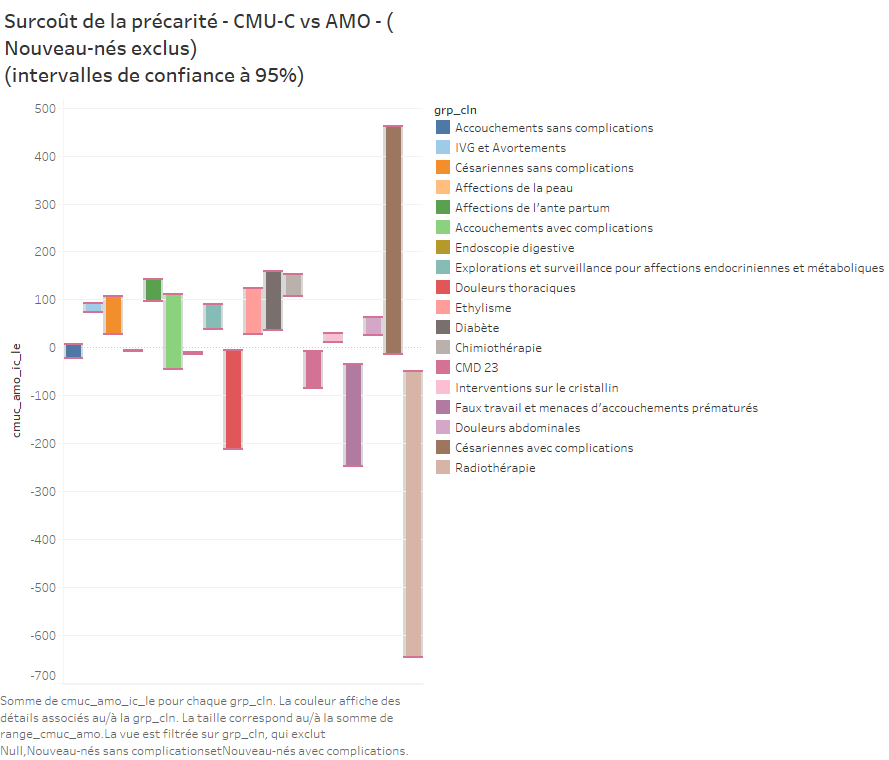 Surcoût de la précarité - CMU-C vs AMO - (
Nouveau-nés exclus)
(intervalles de confiance à 95%)
grp_cln
Accouchements sans complications
IVG et Avortements
Césariennes sans complications
Affections de la peau
Affections de l'ante partum
Accouchements avec complications
Endoscopie digestive
Explorations et surveillance pour affections endocriniennes et métaboliques
Douleurs thoraciques
Ethylisme
Diabète
Chimiothérapie
CMD 23
Interventions sur le cristallin
Faux travail et menaces d'accouchements prématurés
Douleurs abdominales
Césariennes avec complications
Radiothérapie
cmuc_amo_ic_le
500
400
300
200
100
0
-100
-200
-300
-400
-500
-600
-700
Somme de cmuc_amo_ic_le pour chaque grp_cln. La couleur affiche des
détails associés au/à la grp_cln. La taille correspond au/à la somme de
range_cmuc_amo.La vue est filtrée sur grp_cln, qui exclut
Null,Nouveau-nés sans complicationsetNouveau-nés avec complications.